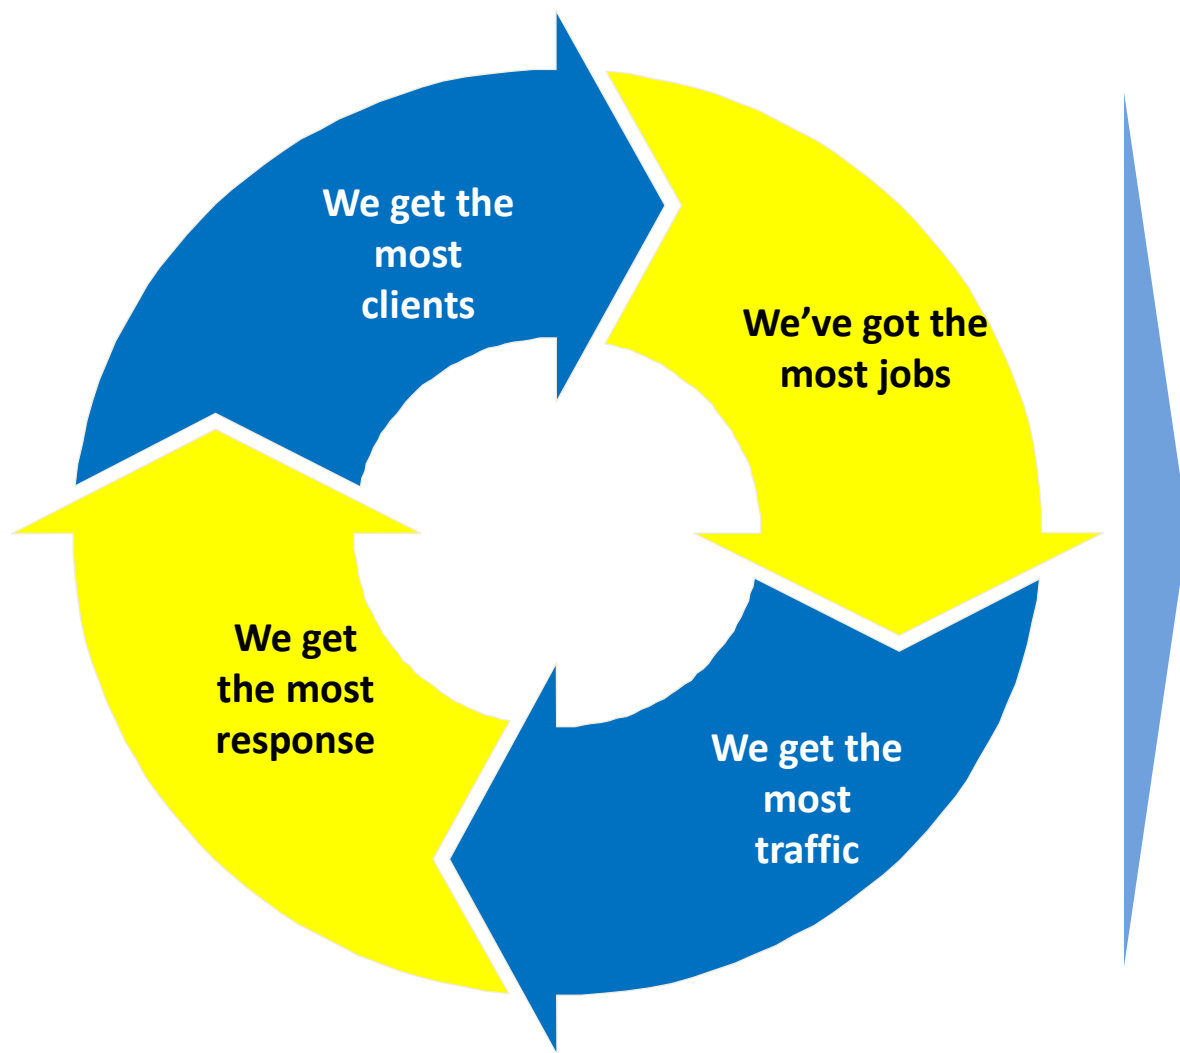 We get the
most
clients
We’ve got the
most jobs
We get the
most
traffic
We get
the most
response